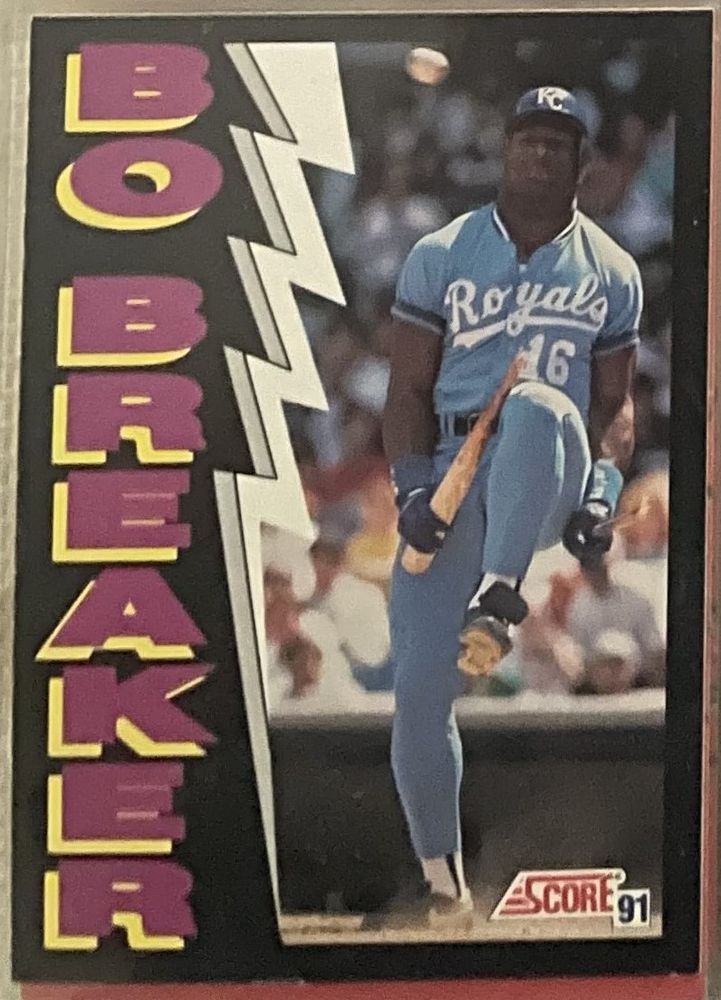 BO BREAKER
KC
Royals
16
SCORE 91